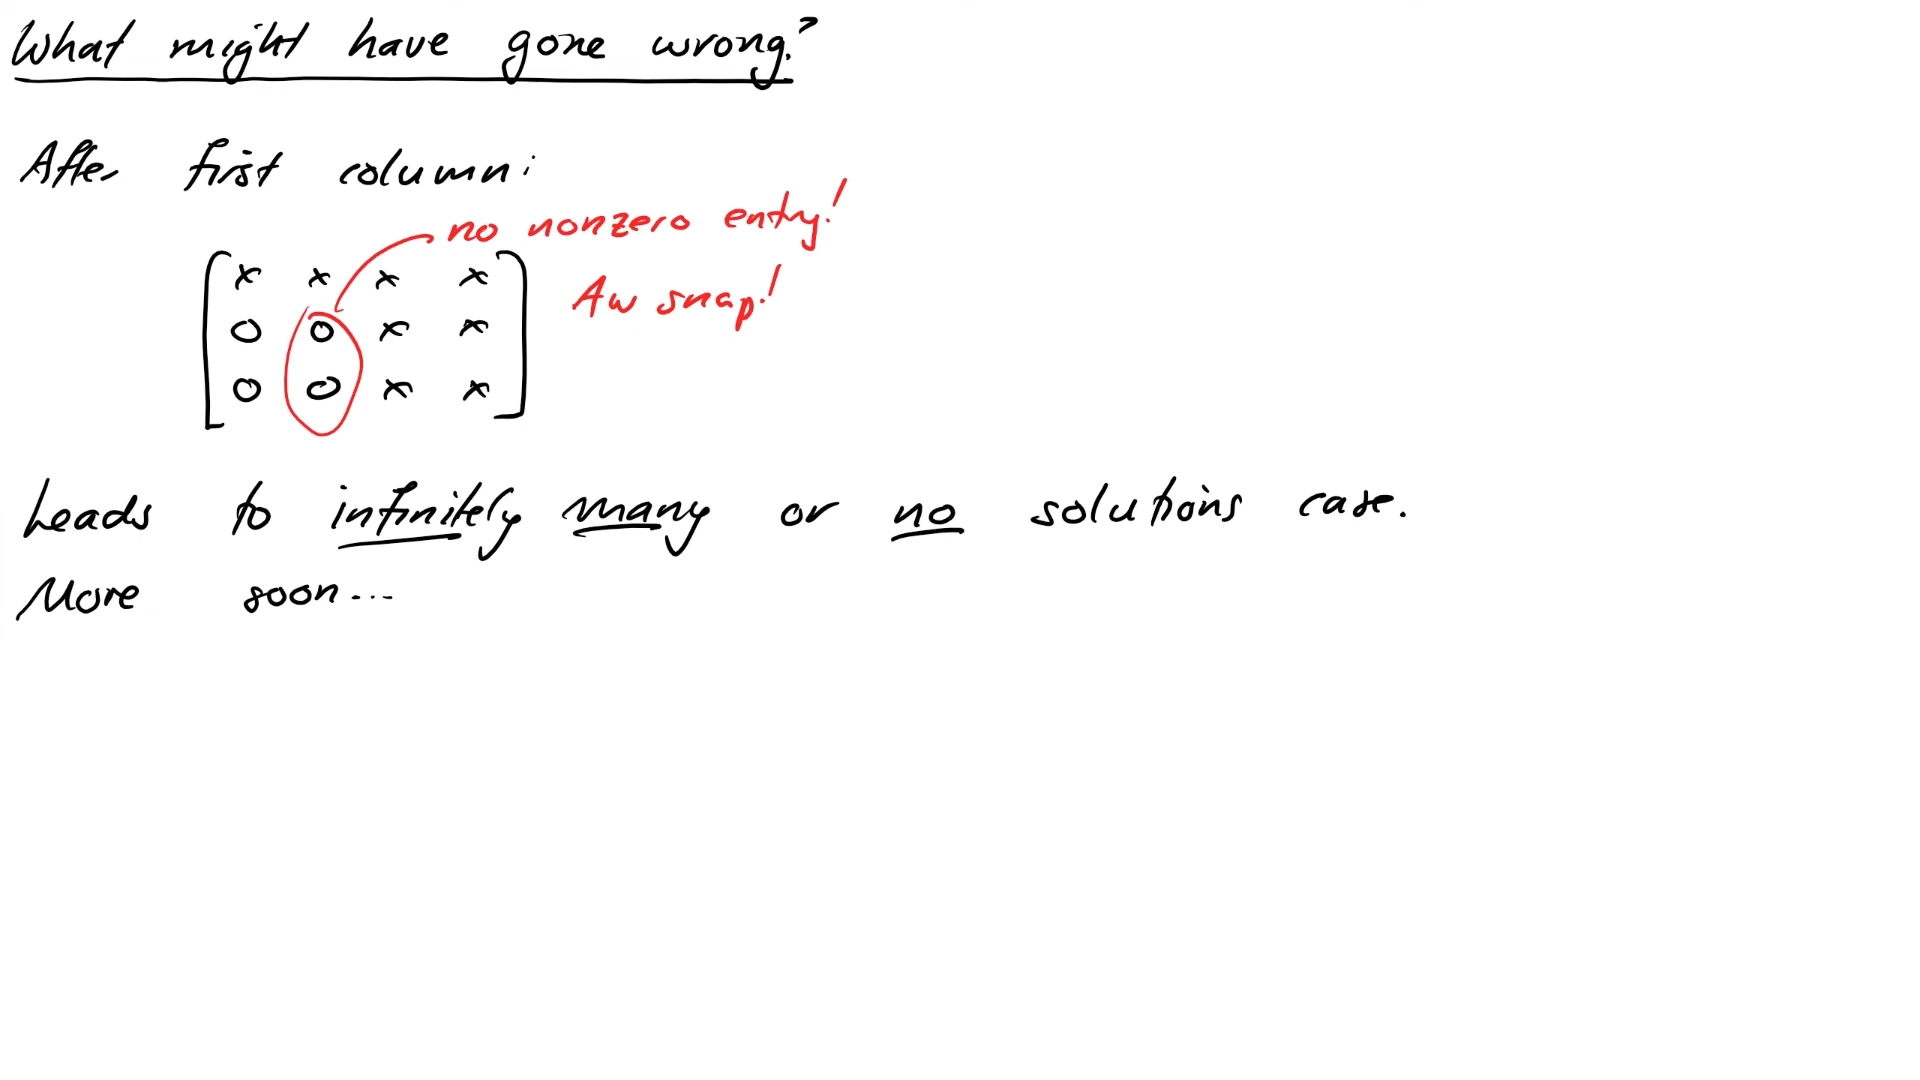 What might have gone wrong?
After first column:
no nonzero entry!
Aw snap!
x x x x
0 0 x x
0 0 x x
Leads to infinitely many or no solutions case.
More soon...